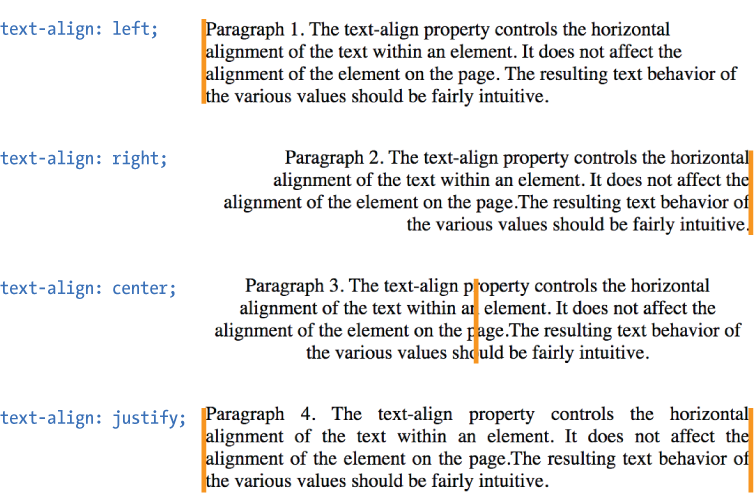 text-align: left;
Paragraph 1. The text-align property controls the horizontal
alignment of the text within an element. It does not affect the
alignment of the element on the page. The resulting text behavior of
the various values should be fairly intuitive.
text-align: right;
Paragraph 2. The text-align property controls the horizontal
alignment of the text within an element. It does not affect the
alignment of the element on the page.The resulting text behavior of
the various values should be fairly intuitive.
text-align: center;
Paragraph 3. The text-align property controls the horizontal
alignment of the text within an element. It does not affect the
alignment of the element on the page.The resulting text behavior of
the various values should be fairly intuitive.
text-align: justify;
Paragraph 4. The text-align property controls the horizontal
alignment of the text within an element. It does not affect the
alignment of the element on the page.The resulting text behavior of
the various values should be fairly intuitive.